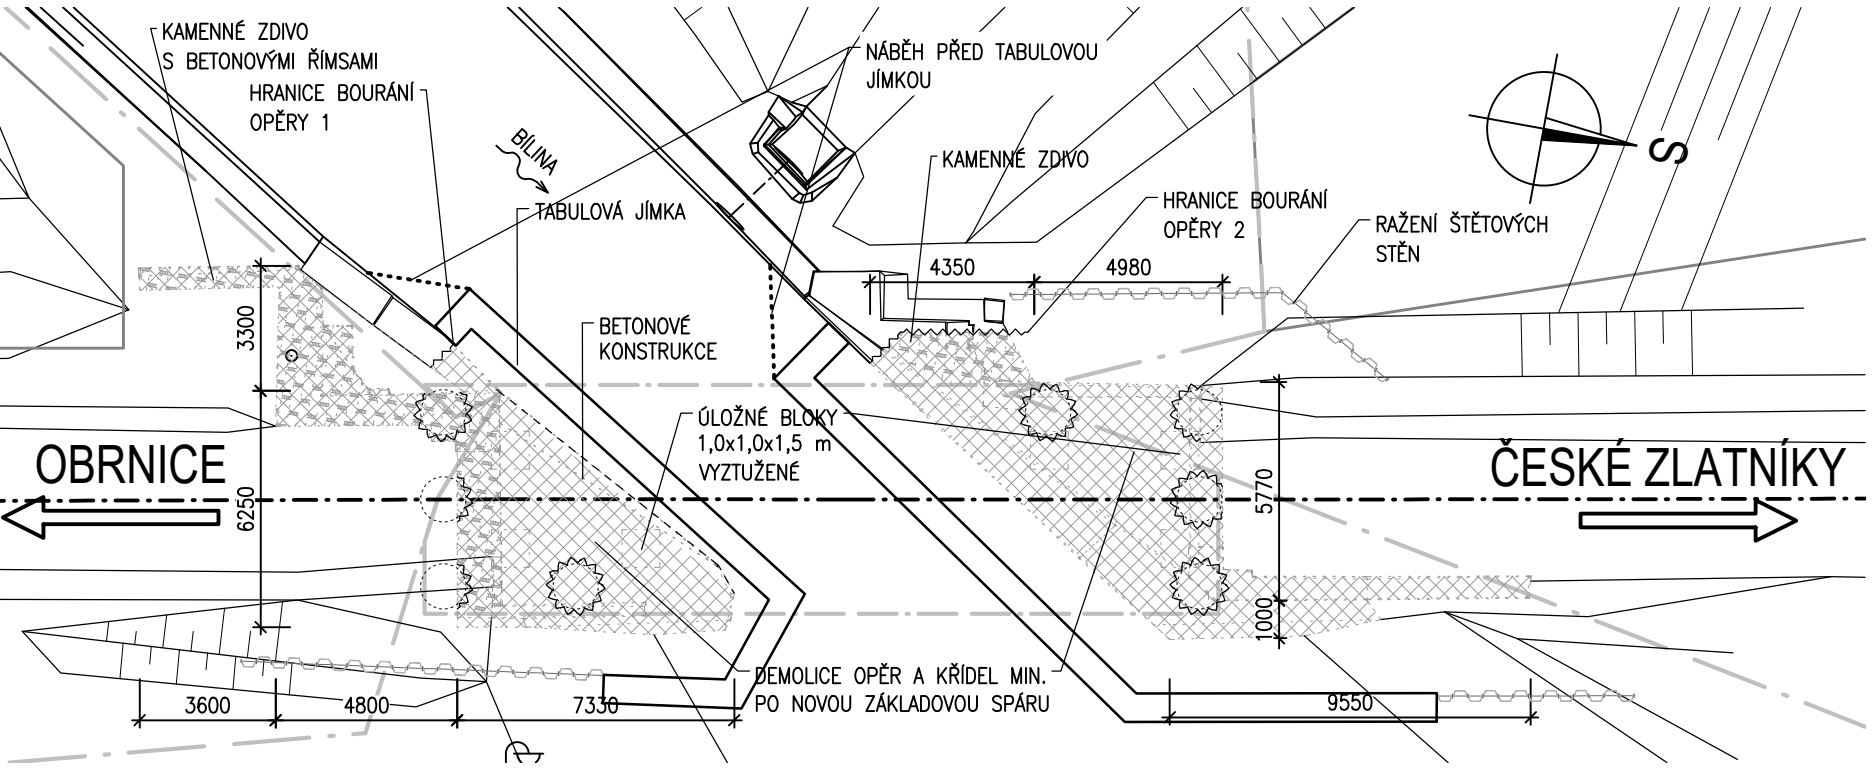 KAMENNÉ ZDIVO
S BETONOVÝMI ŘÍMSAMI
HRANICE BOURÁNÍ
OPĚRY 1
BÍLINA
TABULOVÁ JÍMKA
NÁBĚH PŘED TABULOVOU
JÍMKOU
KAMENNÉ ZDIVO
HRANICE BOURÁNÍ
OPĚRY 2
RAŽENÍ ŠTĚTOVÝCH
STĚN
S
4350
4980
3300
BETONOVÉ
KONSTRUKCE
ÚLOŽNÉ BLOKY
1,0x1,0x1,5 m
VYZTUŽENÉ
OBRNICE
ČESKÉ ZLATNÍKY
6250
5770
1000
DEMOLICE OPĚR A KŘÍDEL MIN.
PO NOVOU ZÁKLADOVOU SPÁRU
3600
4800
7330
9550